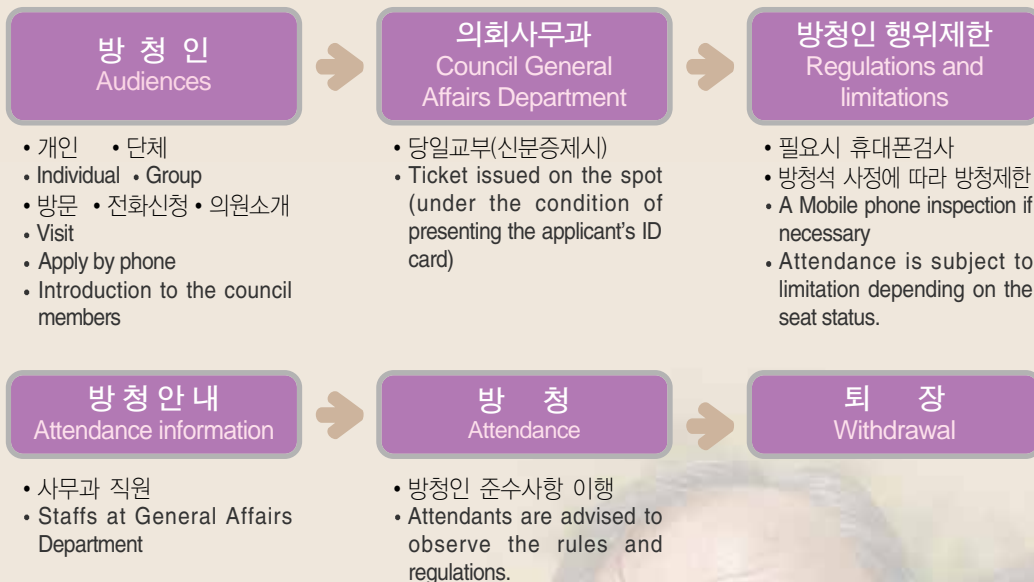 방 청 인
Audiences
• 개인 • 단체
• Individual • Group
• 방문 • 전화신청 • 의원소개
• Visit
• Apply by phone
• Introduction to the council
members
의회사무과
Council General
Affairs Department
• 당일교부(신분증제시)
• Ticket issued on the spot
(under the condition of
presenting the applicant's ID
card)
방청인 행위제한
Regulations and
limitations
• 필요시 휴대폰검사
• 방청석 사정에 따라 방청제한
• A Mobile phone inspection if
necessary
• Attendance is subject to
limitation depending on the
seat status.
방 청 안 내
Attendance information
• 사무과 직원
• Staffs at General Affairs
Department
방 청
Attendance
• 방청인 준수사항 이행
• Attendants are advised to
observe the rules and
regulations.
퇴 장
Withdrawal